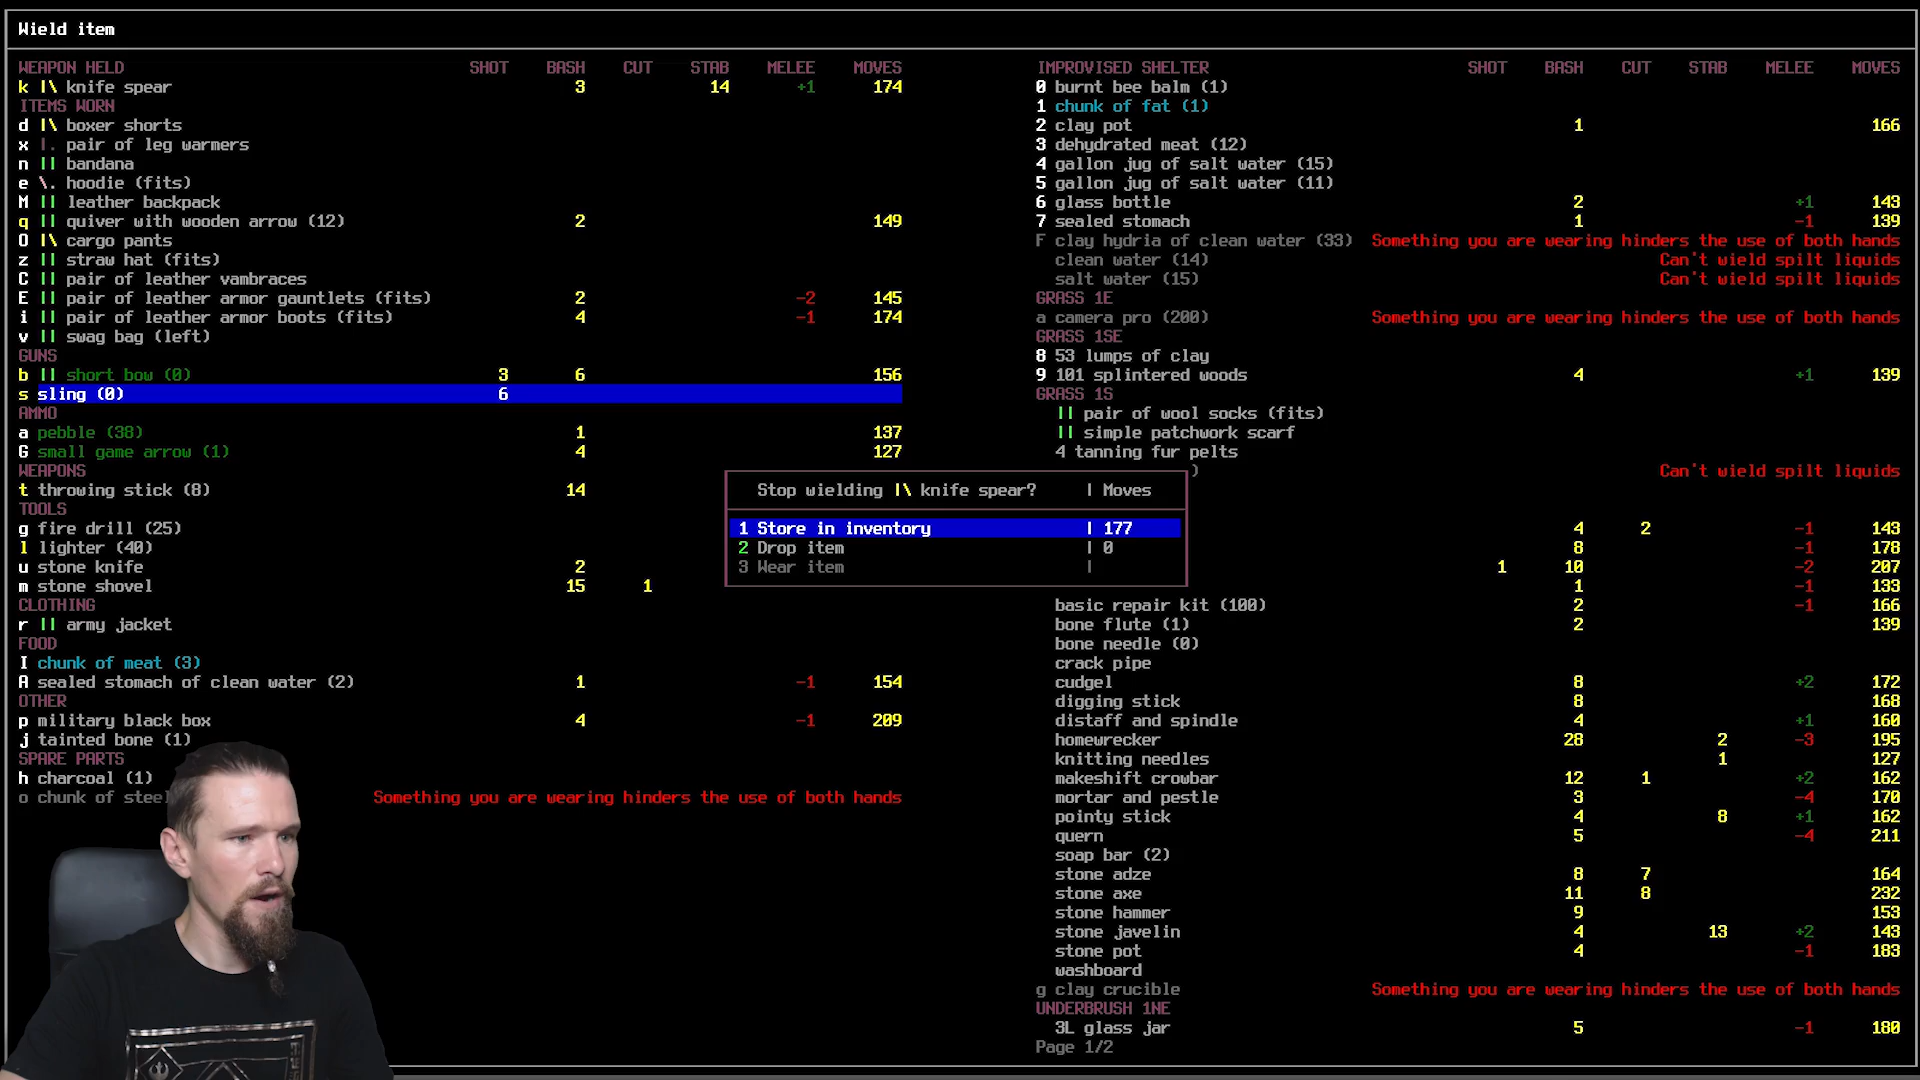 Wield item
WEAPON HELD SHOT BASH CUT STAB MELEE MOVES
k |\ knife spear 3 14 +1 174
ITEMS WORN
d |\ boxer shorts
x |. pair of leg warmers
n || bandana
e \. hoodie (fits)
M || leather backpack
q || quiver with wooden arrow (12) 2 149
O |\ cargo pants
z || straw hat (fits)
C || pair of leather vambraces
E || pair of leather armor gauntlets (fits) 2 -2 145
i || pair of leather armor boots (fits) 4 -1 174
v || swag bag (left)
GUNS
b || short bow (0) 3 6 156
s sling (0) 6
AMMO
a pebble (38) 1 137
G small game arrow (1) 4 127
WEAPONS
t throwing stick (8) 14
TOOLS
g fire drill (25)
l lighter (40)
u stone knife 2
m stone shovel 15 1
CLOTHING
r || army jacket
FOOD
I chunk of meat (3)
A sealed stomach of clean water (2) 1 -1 154
OTHER
p military black box 4 -1 209
j tainted bone (1)
SPARE PARTS
h charcoal (1)
o chunk of steel Something you are wearing hinders the use of both hands
Stop wielding |\ knife spear? | Moves
1 Store in inventory | 177
2 Drop item | 0
3 Wear item |
IMPROVISED SHELTER SHOT BASH CUT STAB MELEE MOVES
0 burnt bee balm (1)
1 chunk of fat (1)
2 clay pot 1 166
3 dehydrated meat (12)
4 gallon jug of salt water (15)
5 gallon jug of salt water (11)
6 glass bottle 2 +1 143
7 sealed stomach 1 -1 139
F clay hydria of clean water (33) Something you are wearing hinders the use of both hands
clean water (14) Can't wield spilt liquids
salt water (15) Can't wield spilt liquids
GRASS 1E
a camera pro (200) Something you are wearing hinders the use of both hands
GRASS 1SE
8 53 lumps of clay
9 101 splintered woods 4 +1 139
GRASS 1S
|| pair of wool socks (fits)
|| simple patchwork scarf
4 tanning fur pelts
) Can't wield spilt liquids
4 2 -1 143
8 -1 178
1 10 -2 207
1 -1 133
basic repair kit (100) 2 -1 166
bone flute (1) 2 139
bone needle (0)
crack pipe
cudgel 8 +2 172
digging stick 8 168
distaff and spindle 4 +1 160
homewrecker 28 2 -3 195
knitting needles 1 127
makeshift crowbar 12 1 +2 162
mortar and pestle 3 -4 170
pointy stick 4 8 +1 162
quern 5 -4 211
soap bar (2)
stone adze 8 7 164
stone axe 11 8 232
stone hammer 9 153
stone javelin 4 13 +2 143
stone pot 4 -1 183
washboard
g clay crucible Something you are wearing hinders the use of both hands
UNDERBRUSH 1NE
3L glass jar 5 -1 180
Page 1/2